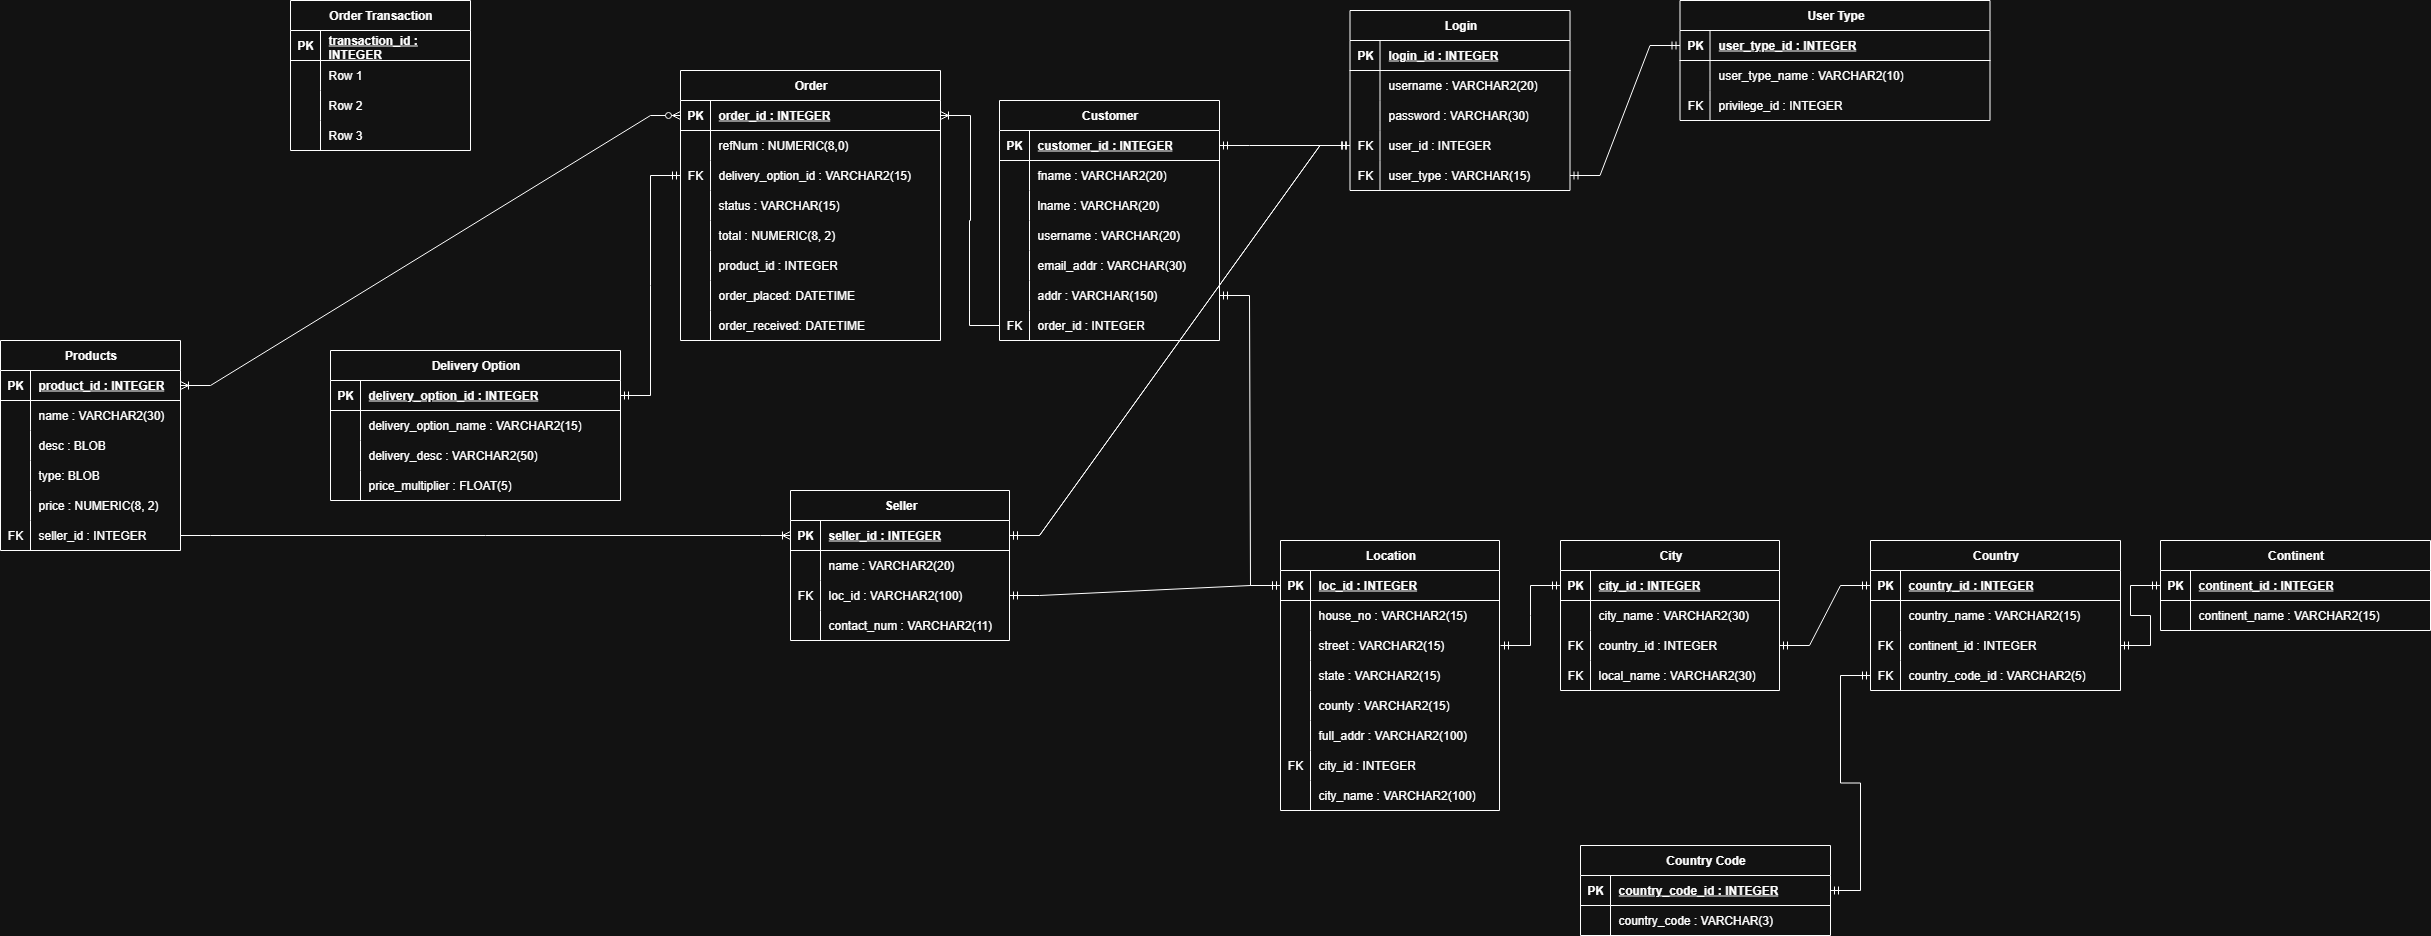 Order Transaction
PK transaction_id :
INTEGER
Row 1
Row 2
Row 3
Order
PK order_id : INTEGER
refNum : NUMERIC(8,0)
FK delivery_option_id : VARCHAR2(15)
status : VARCHAR(15)
total : NUMERIC(8, 2)
product_id : INTEGER
order_placed: DATETIME
order_received: DATETIME
Customer
PK customer_id : INTEGER
fname : VARCHAR2(20)
lname : VARCHAR(20)
username : VARCHAR(20)
email_addr : VARCHAR(30)
addr : VARCHAR(150)
FK order_id : INTEGER
Login
PK login_id : INTEGER
username : VARCHAR2(20)
password : VARCHAR(30)
FK user_id : INTEGER
FK user_type : VARCHAR(15)
User Type
PK user_type_id : INTEGER
user_type_name : VARCHAR2(10)
FK privilege_id : INTEGER
Products
PK product_id : INTEGER
name : VARCHAR2(30)
desc : BLOB
type: BLOB
price : NUMERIC(8, 2)
FK seller_id : INTEGER
Delivery Option
PK delivery_option_id : INTEGER
delivery_option_name : VARCHAR2(15)
delivery_desc : VARCHAR2(50)
price_multiplier : FLOAT(5)
Seller
PK seller_id : INTEGER
name : VARCHAR2(20)
FK loc_id : VARCHAR2(100)
contact_num : VARCHAR2(11)
Location
PK loc_id : INTEGER
house_no : VARCHAR2(15)
street : VARCHAR2(15)
state : VARCHAR2(15)
county : VARCHAR2(15)
full_addr : VARCHAR2(100)
FK city_id : INTEGER
city_name : VARCHAR2(100)
City
PK city_id : INTEGER
city_name : VARCHAR2(30)
FK country_id : INTEGER
FK local_name : VARCHAR2(30)
Country
PK country_id : INTEGER
country_name : VARCHAR2(15)
FK continent_id : INTEGER
FK country_code_id : VARCHAR2(5)
Continent
PK continent_id : INTEGER
continent_name : VARCHAR2(15)
Country Code
PK country_code_id : INTEGER
country_code : VARCHAR(3)